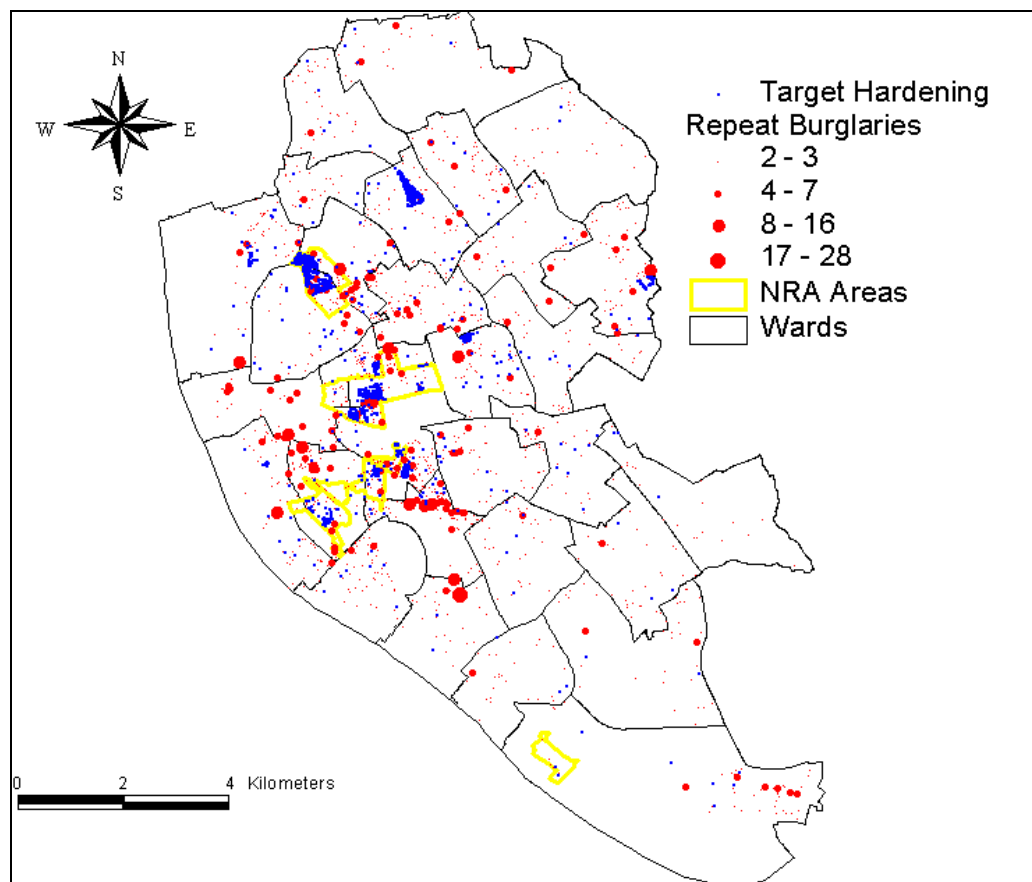 N
W E
S
Target Hardening
Repeat Burglaries
2 - 3
4 - 7
8 - 16
17 - 28
NRA Areas
Wards
0 2 4 Kilometers